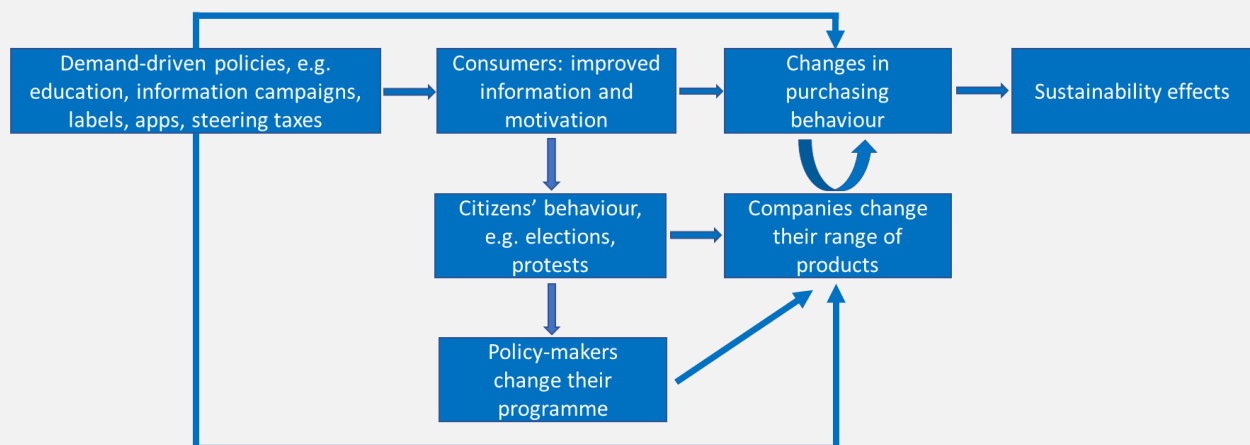 Demand-driven policies, e.g.
education, information campaigns,
labels, apps, steering taxes
Consumers: improved
information and
motivation
Changes in
purchasing
behaviour
Sustainability effects
Citizens’ behaviour,
e.g. elections,
protests
Companies change
their range of
products
Policy-makers
change their
programme